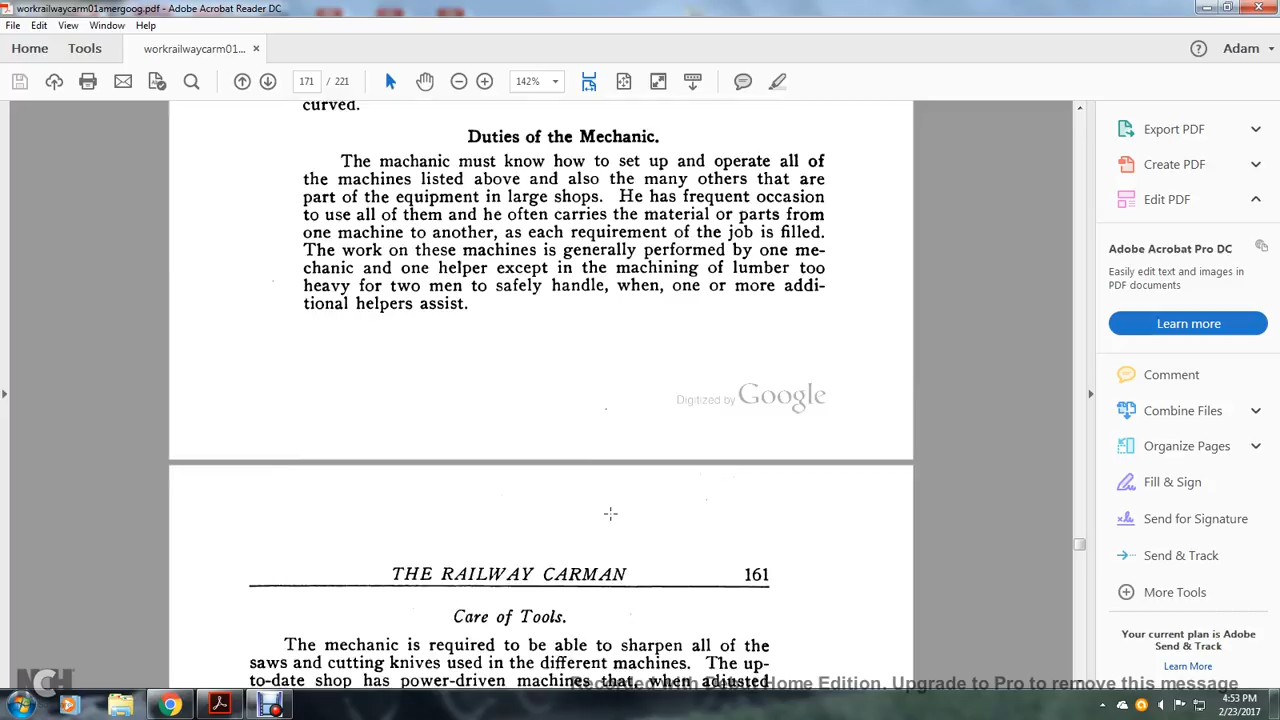 workrailwaycarm01amergoog.pdf - Adobe Acrobat Reader DC
File Edit View Window Help
Home Tools workrailwaycarm01... × Adam
171 / 221 142%
curved.
Duties of the Mechanic.
The machanic must know how to set up and operate all of
the machines listed above and also the many others that are
part of the equipment in large shops. He has frequent occasion
to use all of them and he often carries the material or parts from
one machine to another, as each requirement of the job is filled.
The work on these machines is generally performed by one me-
chanic and one helper except in the machining of lumber too
heavy for two men to safely handle, when, one or more addi-
tional helpers assist.
Digitized by Google
THE RAILWAY CARMAN 161
Care of Tools.
The mechanic is required to be able to sharpen all of the
saws and cutting knives used in the different machines. The up-
to-date shop has power-driven machines that, when adjusted
Export PDF
Create PDF
Edit PDF
Adobe Acrobat Pro DC
Easily edit text and images in
PDF documents
Learn more
Comment
Combine Files
Organize Pages
Fill & Sign
Send for Signature
Send & Track
More Tools
Your current plan is Adobe
Send & Track
Learn More
NCH
Home Edition. Upgrade to Pro to remove this message
4:53 PM
2/23/2017